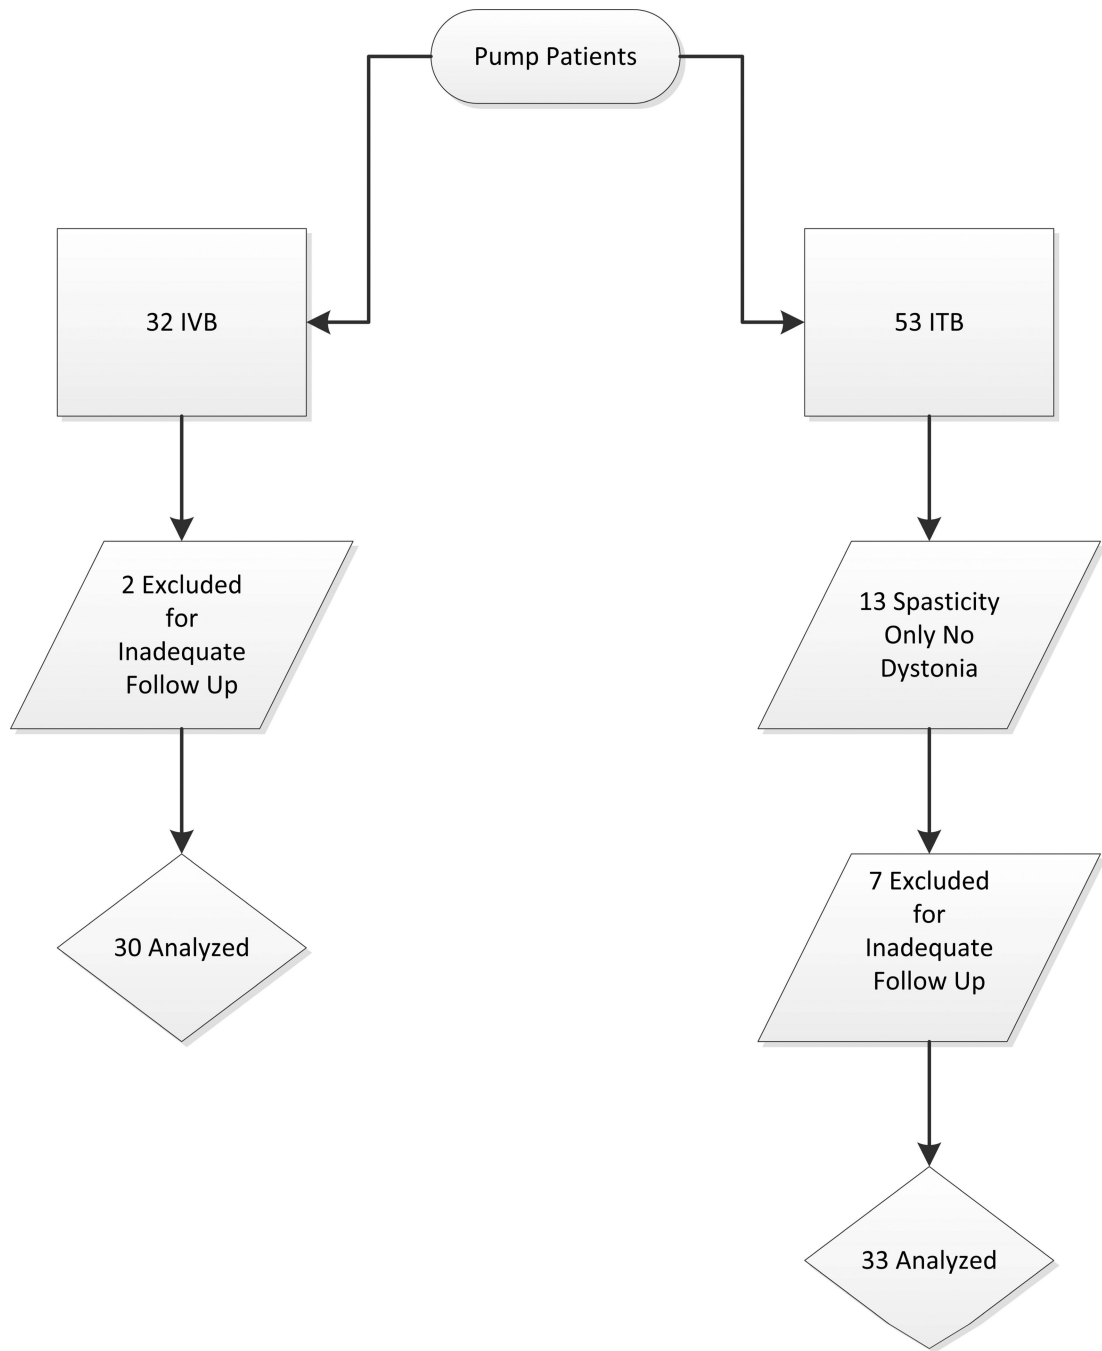 Pump Patients
32 IVB
53 ITB
2 Excluded
for
Inadequate
Follow Up
13 Spasticity
Only No
Dystonia
30 Analyzed
7 Excluded
for
Inadequate
Follow Up
33 Analyzed